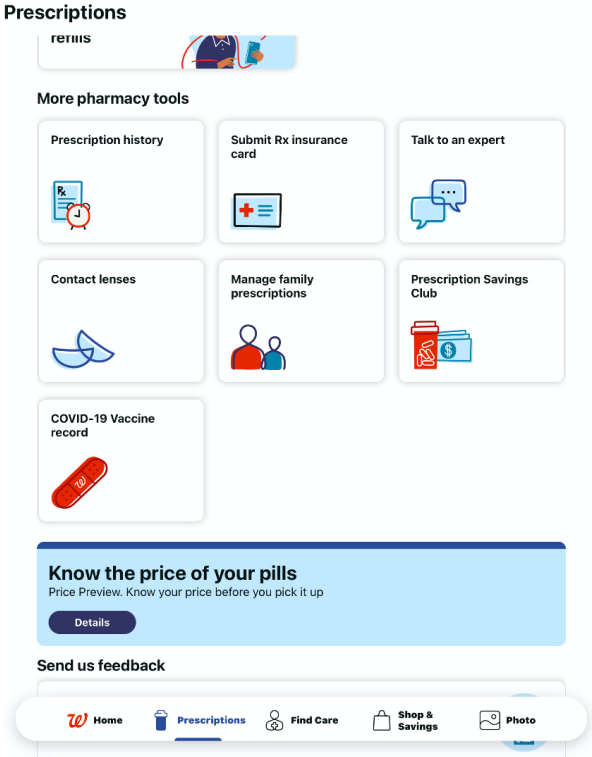 Prescriptions
refills
More pharmacy tools
Prescription history
Submit Rx insurance
card
Talk to an expert
Rx
Contact lenses
Manage family
prescriptions
Prescription Savings
Club
$
COVID-19 Vaccine
record
W
Know the price of your pills
Price Preview. Know your price before you pick it up
Details
Send us feedback
W Home
Prescriptions
Find Care
Shop &
Savings
Photo